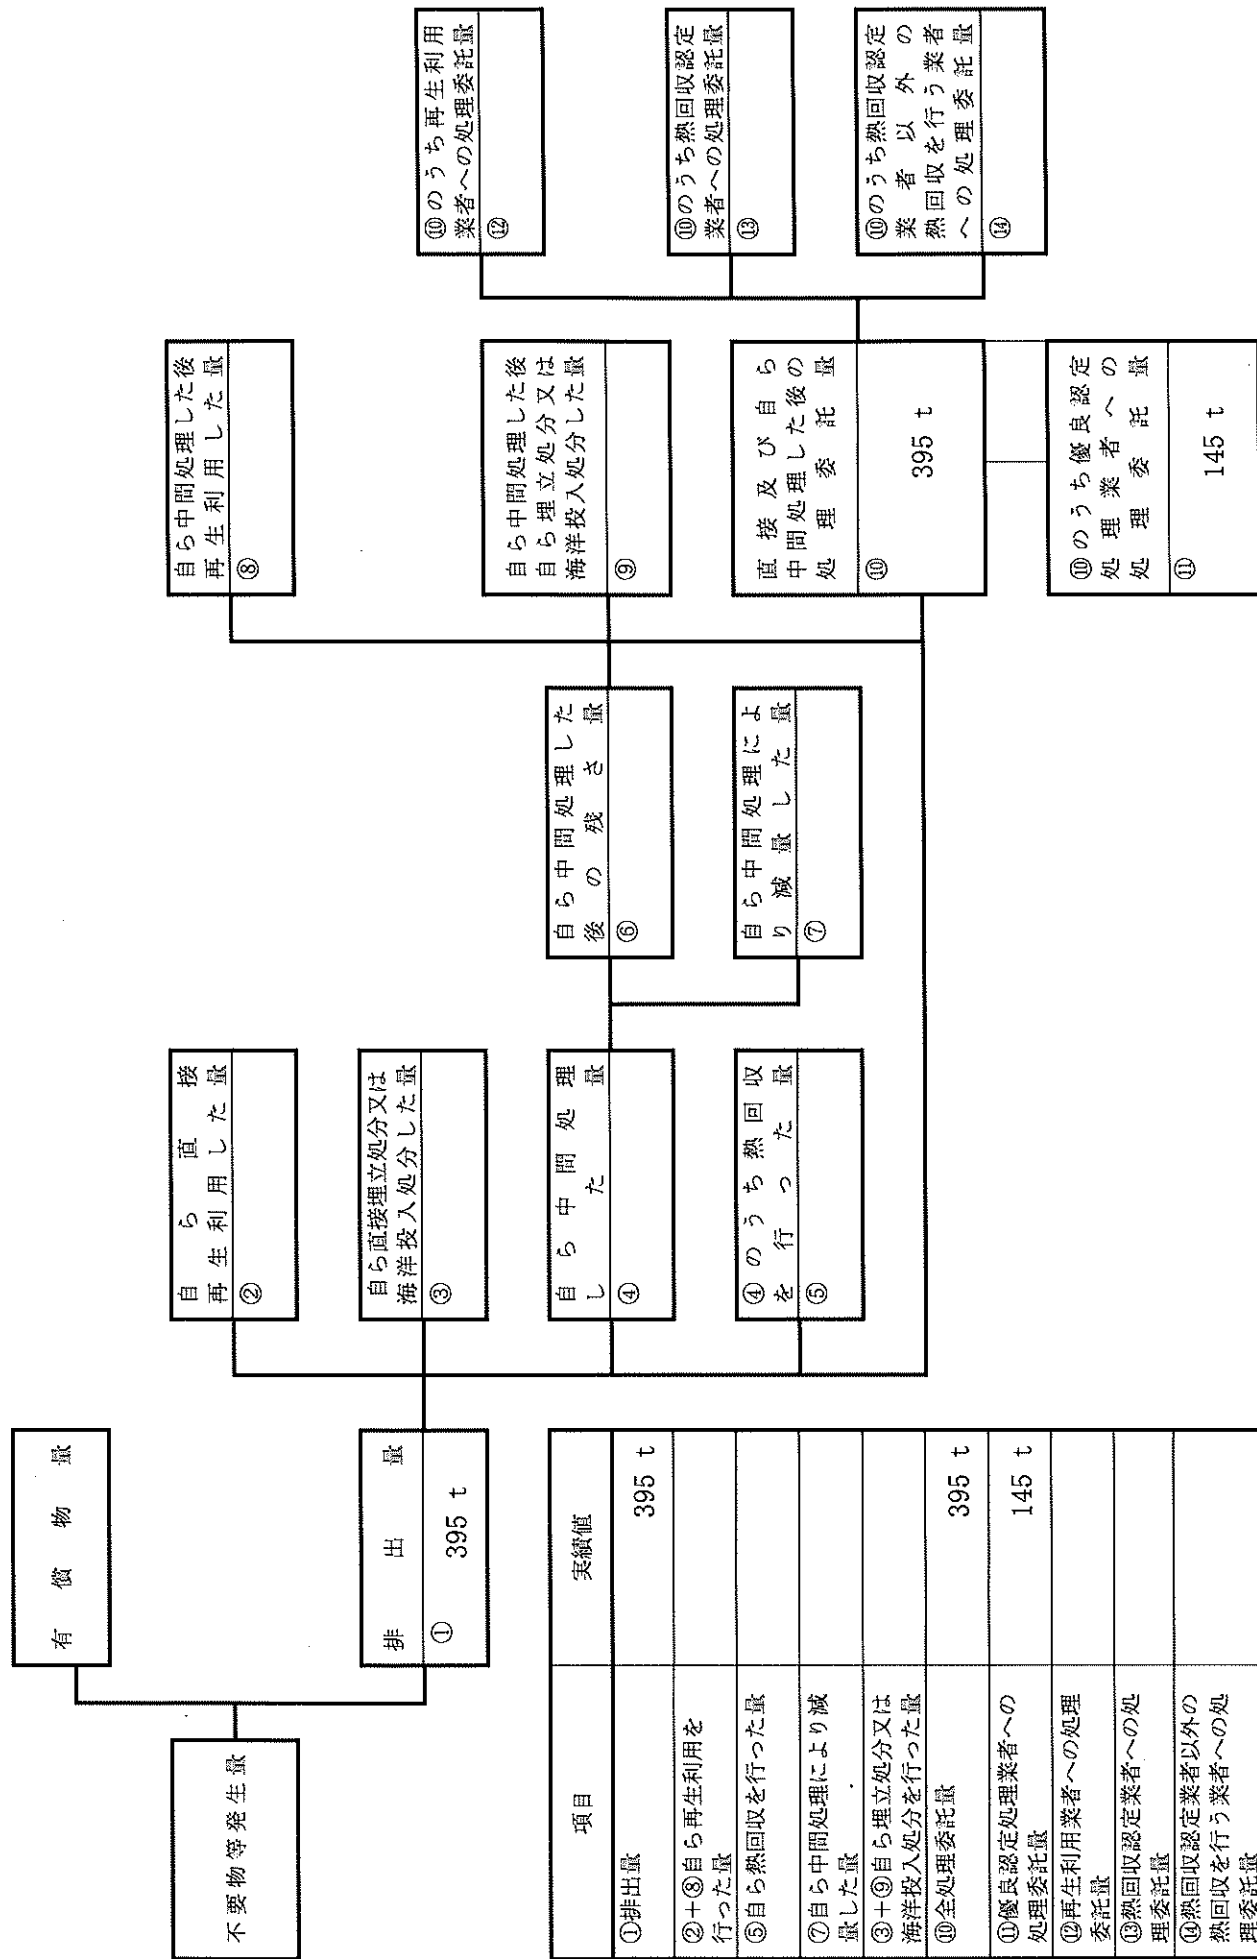 不要物等発生量
有償物量
排出量
① 395 t
自ら直接
再生利用した量
②
自ら直接埋立処分又は
海洋投入処分した量
③
自ら中間処理
した量
④
④のうち熱回収
を行った量
⑤
自ら中間処理した
後の残さ量
⑥
自ら中間処理によ
り減量した量
⑦
自ら中間処理した後
再生利用した量
⑧
自ら中間処理した後
自ら埋立処分又は
海洋投入処分した量
⑨
直接及び自ら
中間処理した後の
処理委託量
⑩
395 t
⑩のうち優良認定
処理業者への
処理委託量
⑪
145 t
⑩のうち再生利用
業者への処理委託量
⑫
⑩のうち熱回収認定
業者への処理委託量
⑬
⑩のうち熱回収認定
業者以外の
熱回収を行う業者
への処理委託量
⑭
項目 実績値
①排出量 395 t
②+⑧自ら再生利用を
行った量
⑤自ら熱回収を行った量
⑦自ら中間処理により減
量した量
③+⑨自ら埋立処分又は
海洋投入処分を行った量
⑩全処理委託量 395 t
⑪優良認定処理業者への
処理委託量 145 t
⑫再生利用業者への処理
委託量
⑬熱回収認定業者への処
理委託量
⑭熱回収認定業者以外の
熱回収を行う業者への処
理委託量